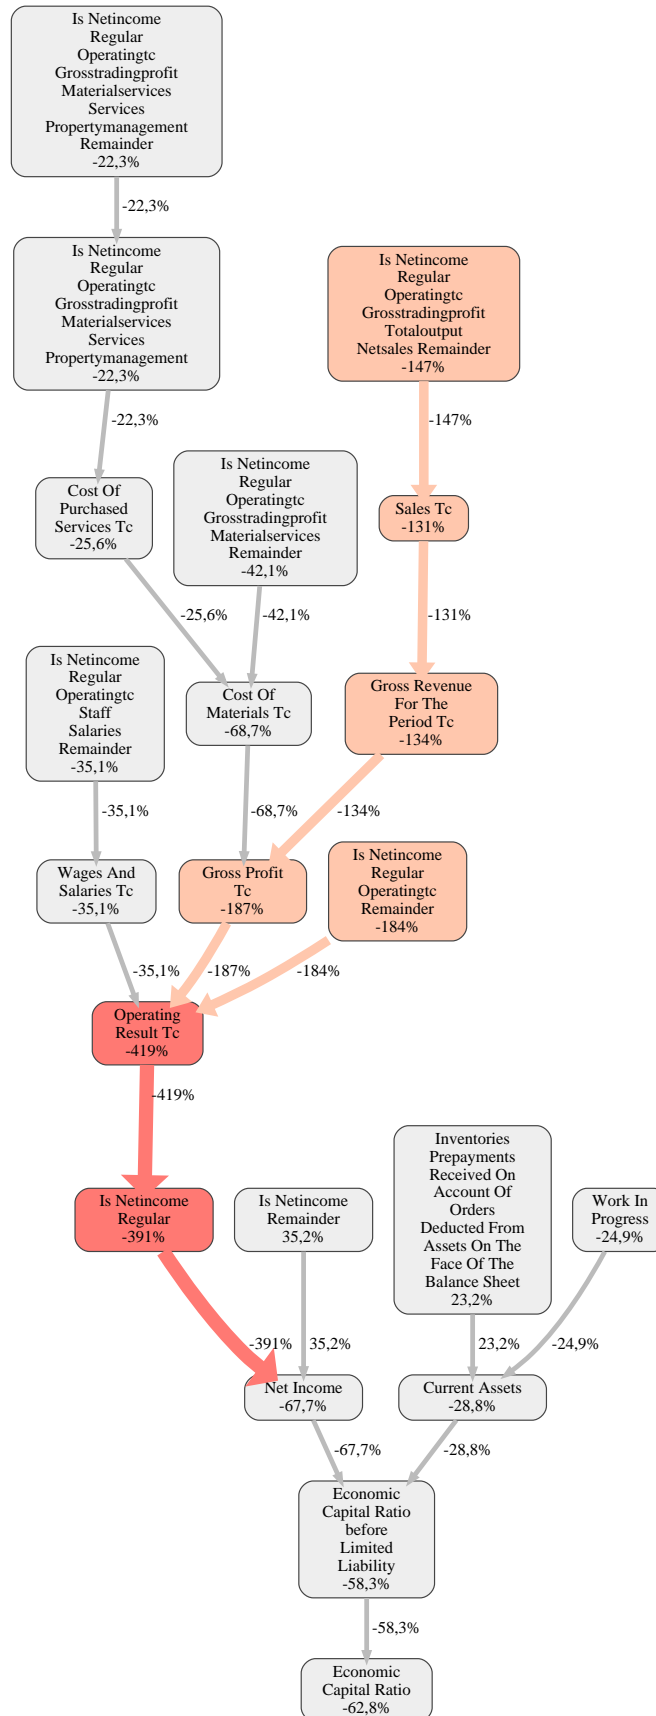 Is Netincome
Regular
Operatingtc
Grosstradingprofit
Materialservices
Services
Propertymanagement
Remainder
-22,3%
-22,3%
Is Netincome
Regular
Operatingtc
Grosstradingprofit
Materialservices
Services
Propertymanagement
-22,3%
Is Netincome
Regular
Operatingtc
Grosstradingprofit
Totaloutput
Netsales Remainder
-147%
-22,3%
-147%
Cost Of
Purchased
Services Tc
-25,6%
Is Netincome
Regular
Operatingtc
Grosstradingprofit
Materialservices
Remainder
-42,1%
Sales Tc
-131%
-25,6%
-42,1%
-131%
Is Netincome
Regular
Operatingtc
Staff
Salaries
Remainder
-35,1%
Cost Of
Materials Tc
-68,7%
Gross Revenue
For The
Period Tc
-134%
-35,1%
-68,7%
-134%
Wages And
Salaries Tc
-35,1%
Gross Profit
Tc
-187%
Is Netincome
Regular
Operatingtc
Remainder
-184%
-35,1%
-187%
-184%
Operating
Result Tc
-419%
-419%
Is Netincome
Regular
-391%
Is Netincome
Remainder
35,2%
Inventories
Prepayments
Received On
Account Of
Orders
Deducted From
Assets On The
Face Of The
Balance Sheet
23,2%
Work In
Progress
-24,9%
-391%
35,2%
23,2%
-24,9%
Net Income
-67,7%
Current Assets
-28,8%
-67,7%
-28,8%
Economic
Capital Ratio
before
Limited
Liability
-58,3%
-58,3%
Economic
Capital Ratio
-62,8%